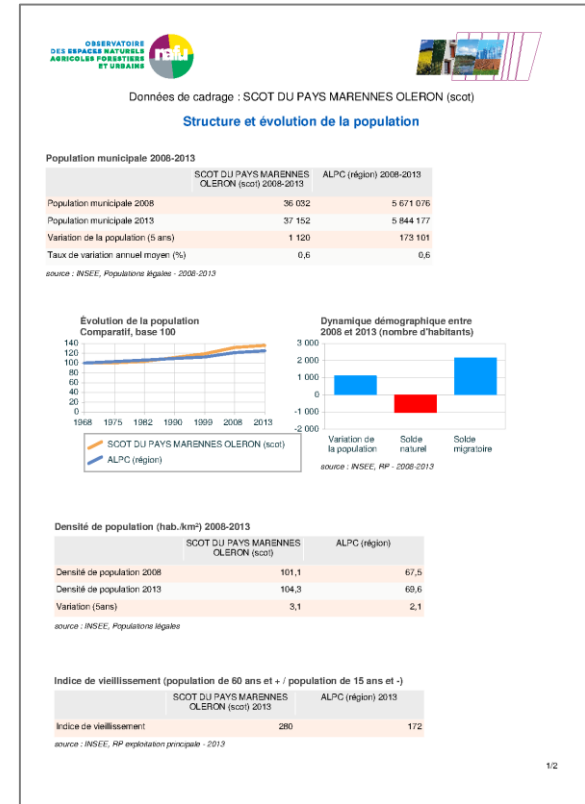 OBSERVATOIRE
DES ESPACES NATURELS
AGRICOLES FORESTIERS
ET URBAINS
nafu
Données de cadrage : SCOT DU PAYS MARENNES OLERON (scot)
Structure et évolution de la population
Population municipale 2008-2013
SCOT DU PAYS MARENNES OLERON (scot) 2008-2013 ALPC (région) 2008-2013
Population municipale 2008 36 032 5 671 076
Population municipale 2013 37 152 5 844 177
Variation de la population (5 ans) 1 120 173 101
Taux de variation annuel moyen (%) 0,6 0,6
source : INSEE, Populations légales - 2008-2013
Évolution de la population
Comparatif, base 100
140
120
100
80
60
40
20
0
1968 1975 1982 1990 1999 2008 2013
SCOT DU PAYS MARENNES OLERON (scot)
ALPC (région)
Dynamique démographique entre
2008 et 2013 (nombre d'habitants)
3 000
2 000
1 000
0
-1 000
-2 000
Variation de la population Solde naturel Solde migratoire
source : INSEE, RP - 2008-2013
Densité de population (hab./km²) 2008-2013
SCOT DU PAYS MARENNES OLERON (scot) ALPC (région)
Densité de population 2008 101,1 67,5
Densité de population 2013 104,3 69,6
Variation (5ans) 3,1 2,1
source : INSEE, Populations légales
Indice de vieillissement (population de 60 ans et + / population de 15 ans et -)
SCOT DU PAYS MARENNES OLERON (scot) 2013 ALPC (région) 2013
Indice de vieillissement 280 172
source : INSEE, RP exploitation principale - 2013
1/2